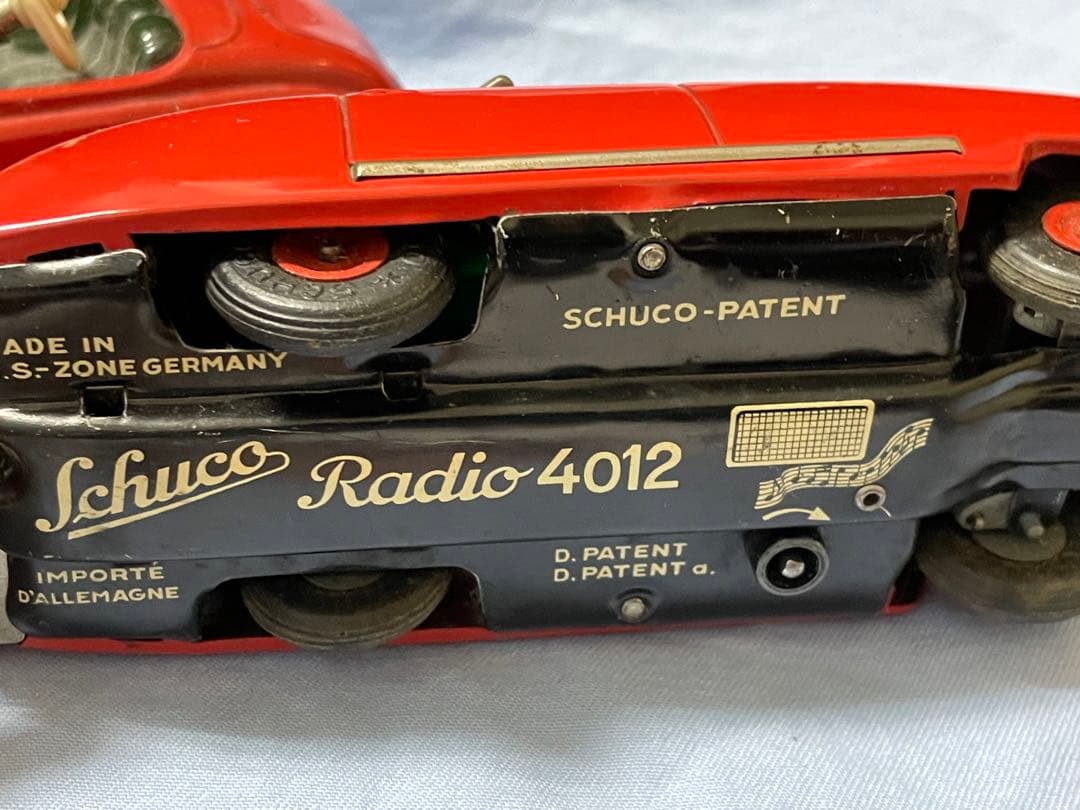 SCHUCO-PATENT
ADE IN
.S.-ZONE GERMANY
Schuco Radio 4012
IMPORTÉ
D'ALLEMAGNE
D. PATENT
D. PATENT a.